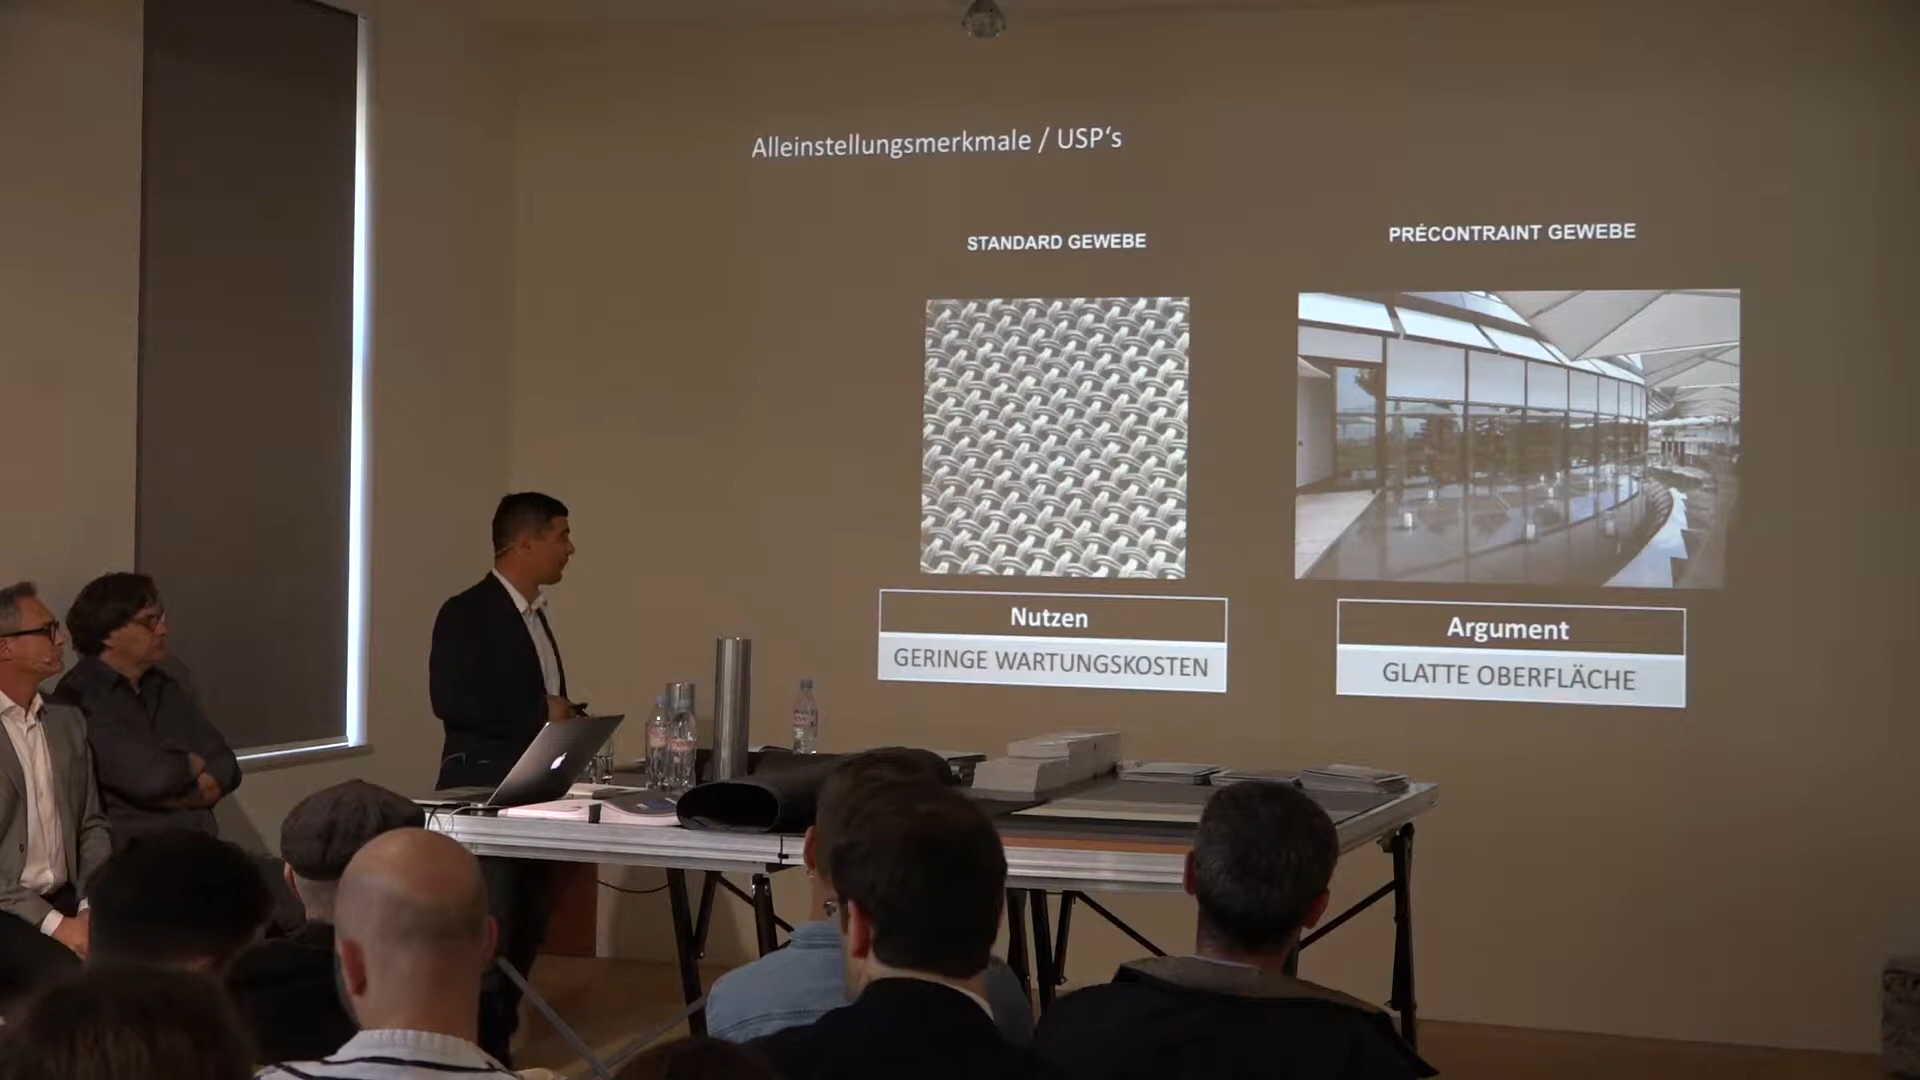 Alleinstellungsmerkmale / USP‘s
STANDARD GEWEBE
PRÉCONTRAINT GEWEBE
Nutzen
GERINGE WARTUNGSKOSTEN
Argument
GLATTE OBERFLÄCHE